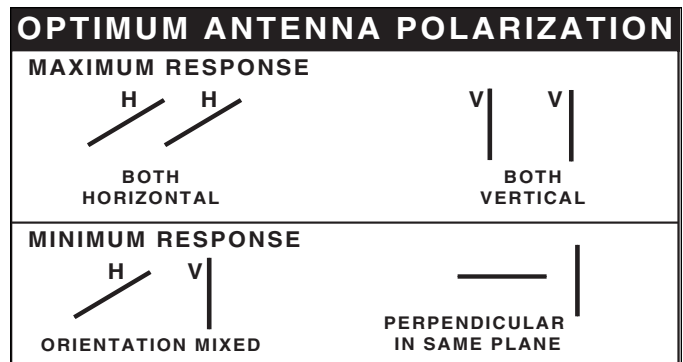 OPTIMUM ANTENNA POLARIZATION
MAXIMUM RESPONSE
H H
BOTH
HORIZONTAL
V V
BOTH
VERTICAL
MINIMUM RESPONSE
H V
ORIENTATION MIXED
PERPENDICULAR
IN SAME PLANE